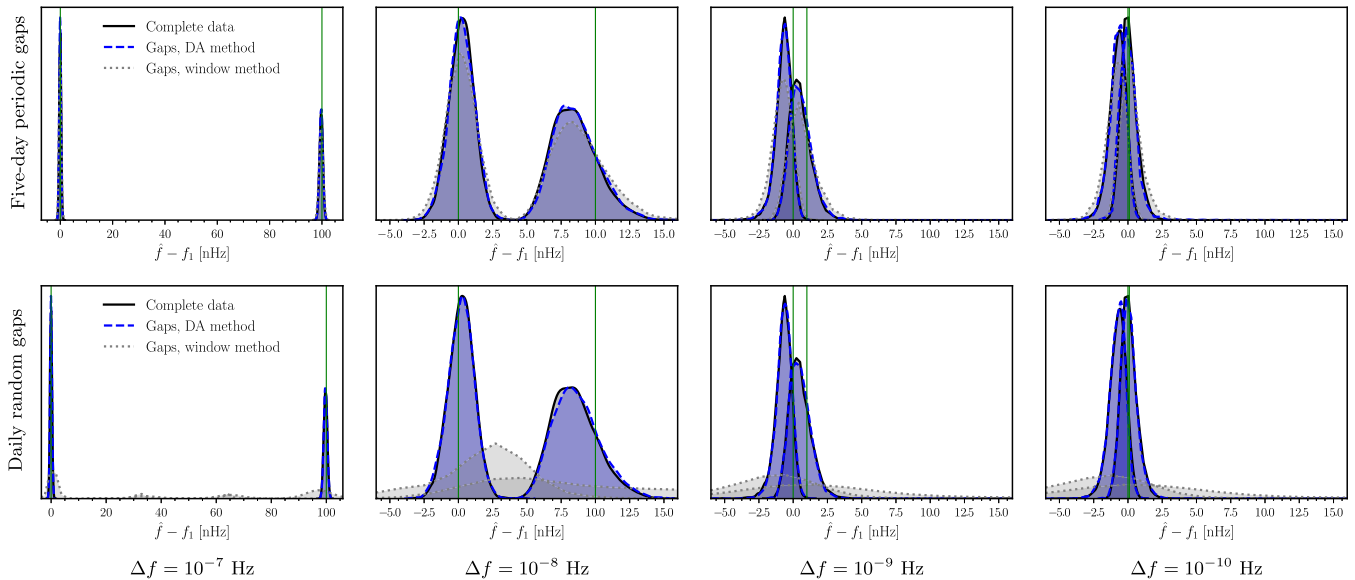 Five-day periodic gaps
Complete data
Gaps, DA method
Gaps, window method
0 20 40 60 80 100
f̂ − f₁ [nHz]
−5.0 −2.5 0.0 2.5 5.0 7.5 10.0 12.5 15.0
f̂ − f₁ [nHz]
−5.0 −2.5 0.0 2.5 5.0 7.5 10.0 12.5 15.0
f̂ − f₁ [nHz]
−5.0 −2.5 0.0 2.5 5.0 7.5 10.0 12.5 15.0
f̂ − f₁ [nHz]
Daily random gaps
Complete data
Gaps, DA method
Gaps, window method
0 20 40 60 80 100
f̂ − f₁ [nHz]
−5.0 −2.5 0.0 2.5 5.0 7.5 10.0 12.5 15.0
f̂ − f₁ [nHz]
−5.0 −2.5 0.0 2.5 5.0 7.5 10.0 12.5 15.0
f̂ − f₁ [nHz]
−5.0 −2.5 0.0 2.5 5.0 7.5 10.0 12.5 15.0
f̂ − f₁ [nHz]
Δf = 10⁻⁷ Hz
Δf = 10⁻⁸ Hz
Δf = 10⁻⁹ Hz
Δf = 10⁻¹⁰ Hz